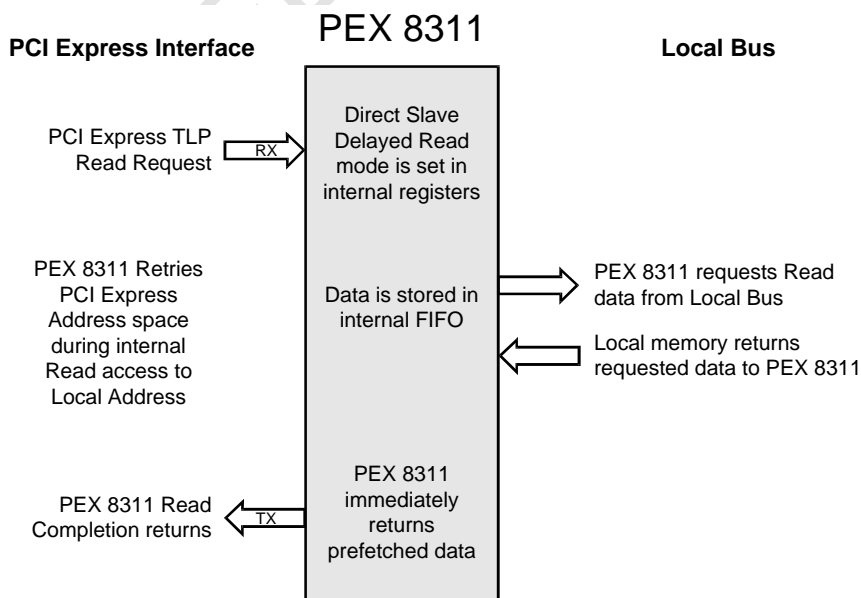 PEX 8311
PCI Express Interface
Local Bus
Direct Slave
Delayed Read
mode is set in
internal registers
PCI Express TLP
Read Request
RX
PEX 8311 Retries
PCI Express
Address space
during internal
Read access to
Local Address
Data is stored in
internal FIFO
PEX 8311 requests Read
data from Local Bus
Local memory returns
requested data to PEX 8311
PEX 8311
immediately
returns
prefetched data
PEX 8311 Read
Completion returns
TX